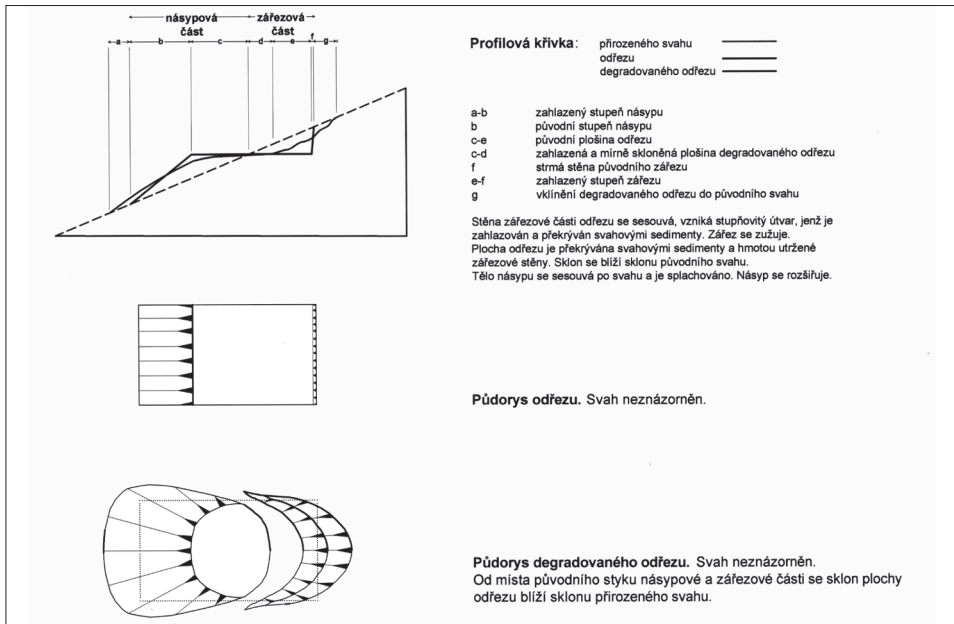 násypová část
zářezová část
a b c d e f g
Profilová křivka:
přirozeného svahu
odřezu
degradovaného odřezu
a-b zahlazený stupeň násypu
b původní stupeň násypu
c-e původní plošina odřezu
c-d zahlazená a mírně skloněná plošina degradovaného odřezu
f strmá stěna původního zářezu
e-f zahlazený stupeň zářezu
g vklínění degradovaného odřezu do původního svahu
Stěna zářezové části odřezu se sesouvá, vzniká stupňovitý útvar, jenž je
zahlazován a překrýván svahovými sedimenty. Zářez se zužuje.
Plocha odřezu je překrývána svahovými sedimenty a hmotou utržené
zářezové stěny. Sklon se blíží sklonu původního svahu.
Tělo násypu se sesouvá po svahu a je splachováno. Násyp se rozšiřuje.
Půdorys odřezu. Svah neznázorněn.
Půdorys degradovaného odřezu. Svah neznázorněn.
Od místa původního styku násypové a zářezové části se sklon plochy
odřezu blíží sklonu přirozeného svahu.